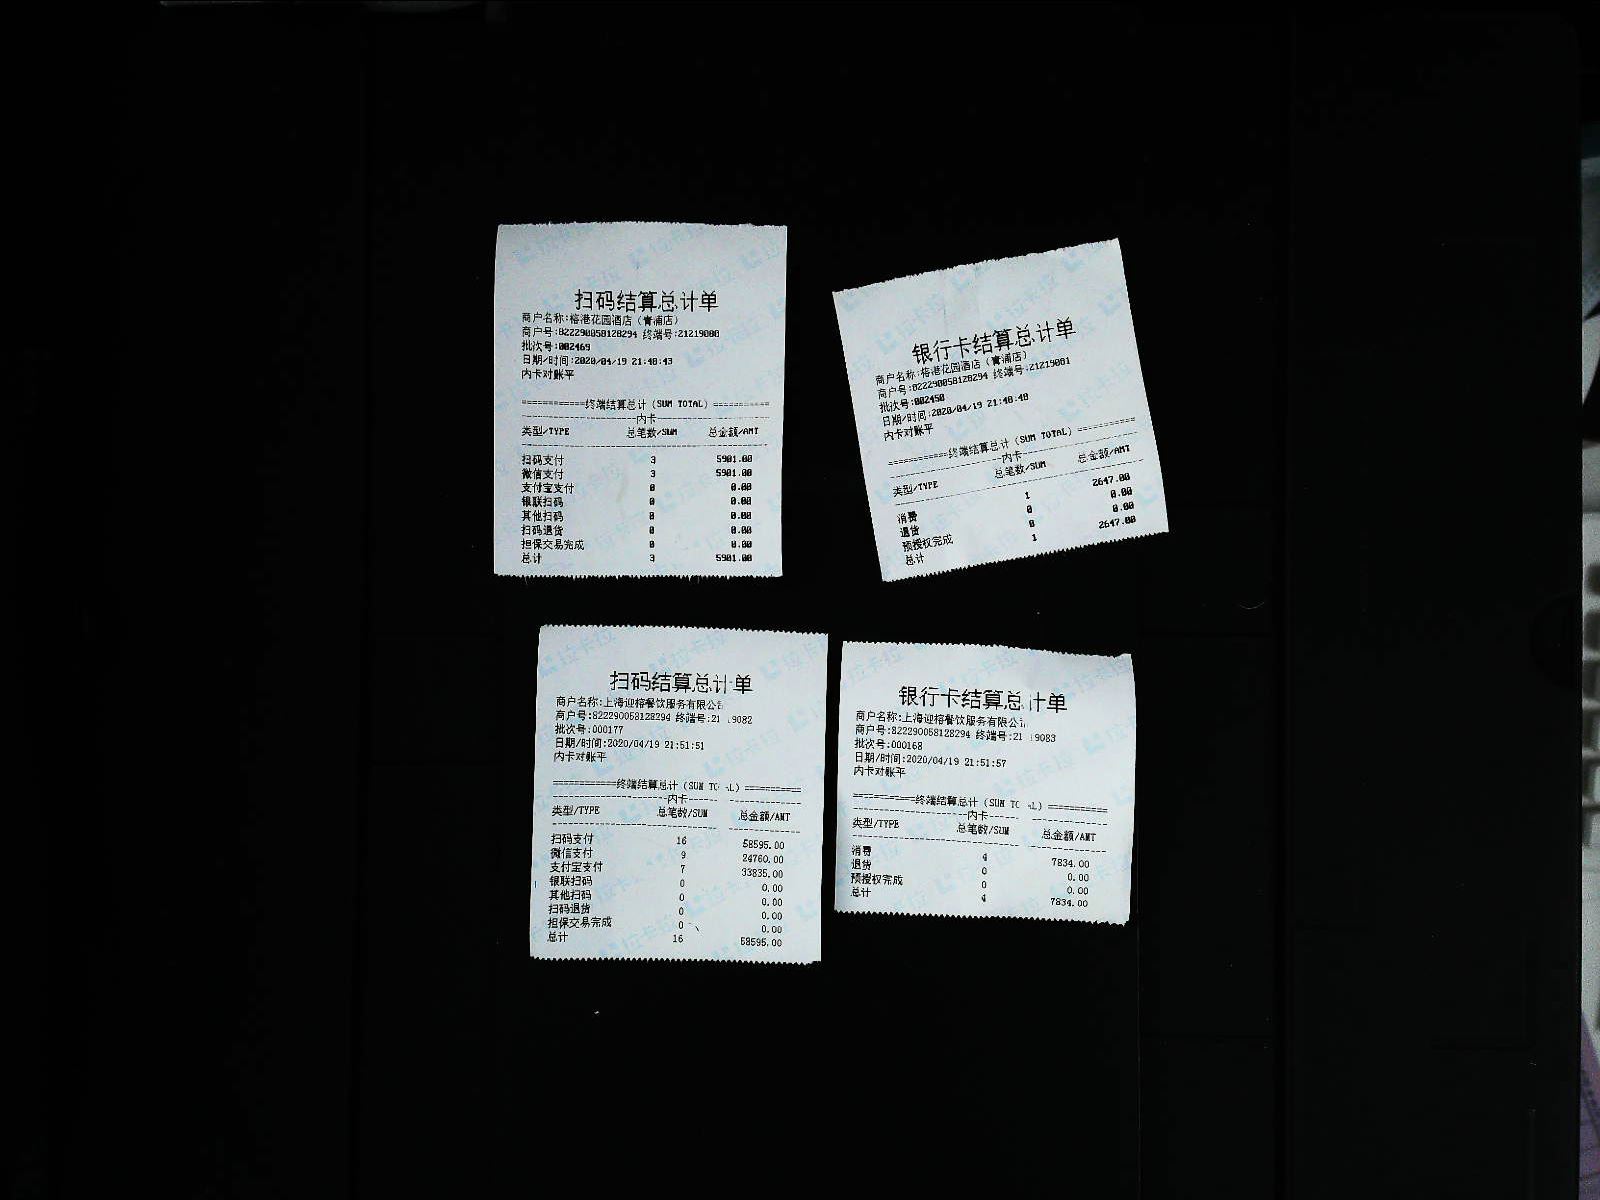 扫码结算总计单
商户名称:榕港花园酒店（青浦店）
商户号:822290058128294 终端号:21219080
批次号:002469
日期/时间:2020/04/19 21:48:43
内卡对账平
============终端结算总计(SUM TOTAL)===========
内卡
类型/TYPE 总笔数/SUM 总金额/AMT
扫码支付 3 5901.00
微信支付 3 5901.00
支付宝支付 0 0.00
银联扫码 0 0.00
其他扫码 0 0.00
扫码退货 0 0.00
担保交易完成 0 0.00
总计 3 5901.00
银行卡结算总计单
商户名称:榕港花园酒店（青浦店）
商户号:822290058128294 终端号:21219081
批次号:002450
日期/时间:2020/04/19 21:48:48
内卡对账平
============终端结算总计(SUM TOTAL)===========
内卡
类型/TYPE 总笔数/SUM 总金额/AMT
消费 1 2647.00
退货 0 0.00
预授权完成 0 0.00
总计 1 2647.00
扫码结算总计单
商户名称:上海迎榕餐饮服务有限公
商户号:822290058128294 终端号:21 9082
批次号:000177
日期/时间:2020/04/19 21:51:51
内卡对账平
============终端结算总计(SUM TO L)===========
内卡
类型/TYPE 总笔数/SUM 总金额/AMT
扫码支付 16 58595.00
微信支付 9 24760.00
支付宝支付 7 33835.00
银联扫码 0 0.00
其他扫码 0 0.00
扫码退货 0 0.00
担保交易完成 0 0.00
总计 16 58595.00
银行卡结算总计单
商户名称:上海迎榕餐饮服务有限公
商户号:822290058128294 终端号:21 9083
批次号:000168
日期/时间:2020/04/19 21:51:57
内卡对账平
============终端结算总计(SUM TO L)===========
内卡
类型/TYPE 总笔数/SUM 总金额/AMT
消费 4 7834.00
退货 0 0.00
预授权完成 0 0.00
总计 4 7834.00